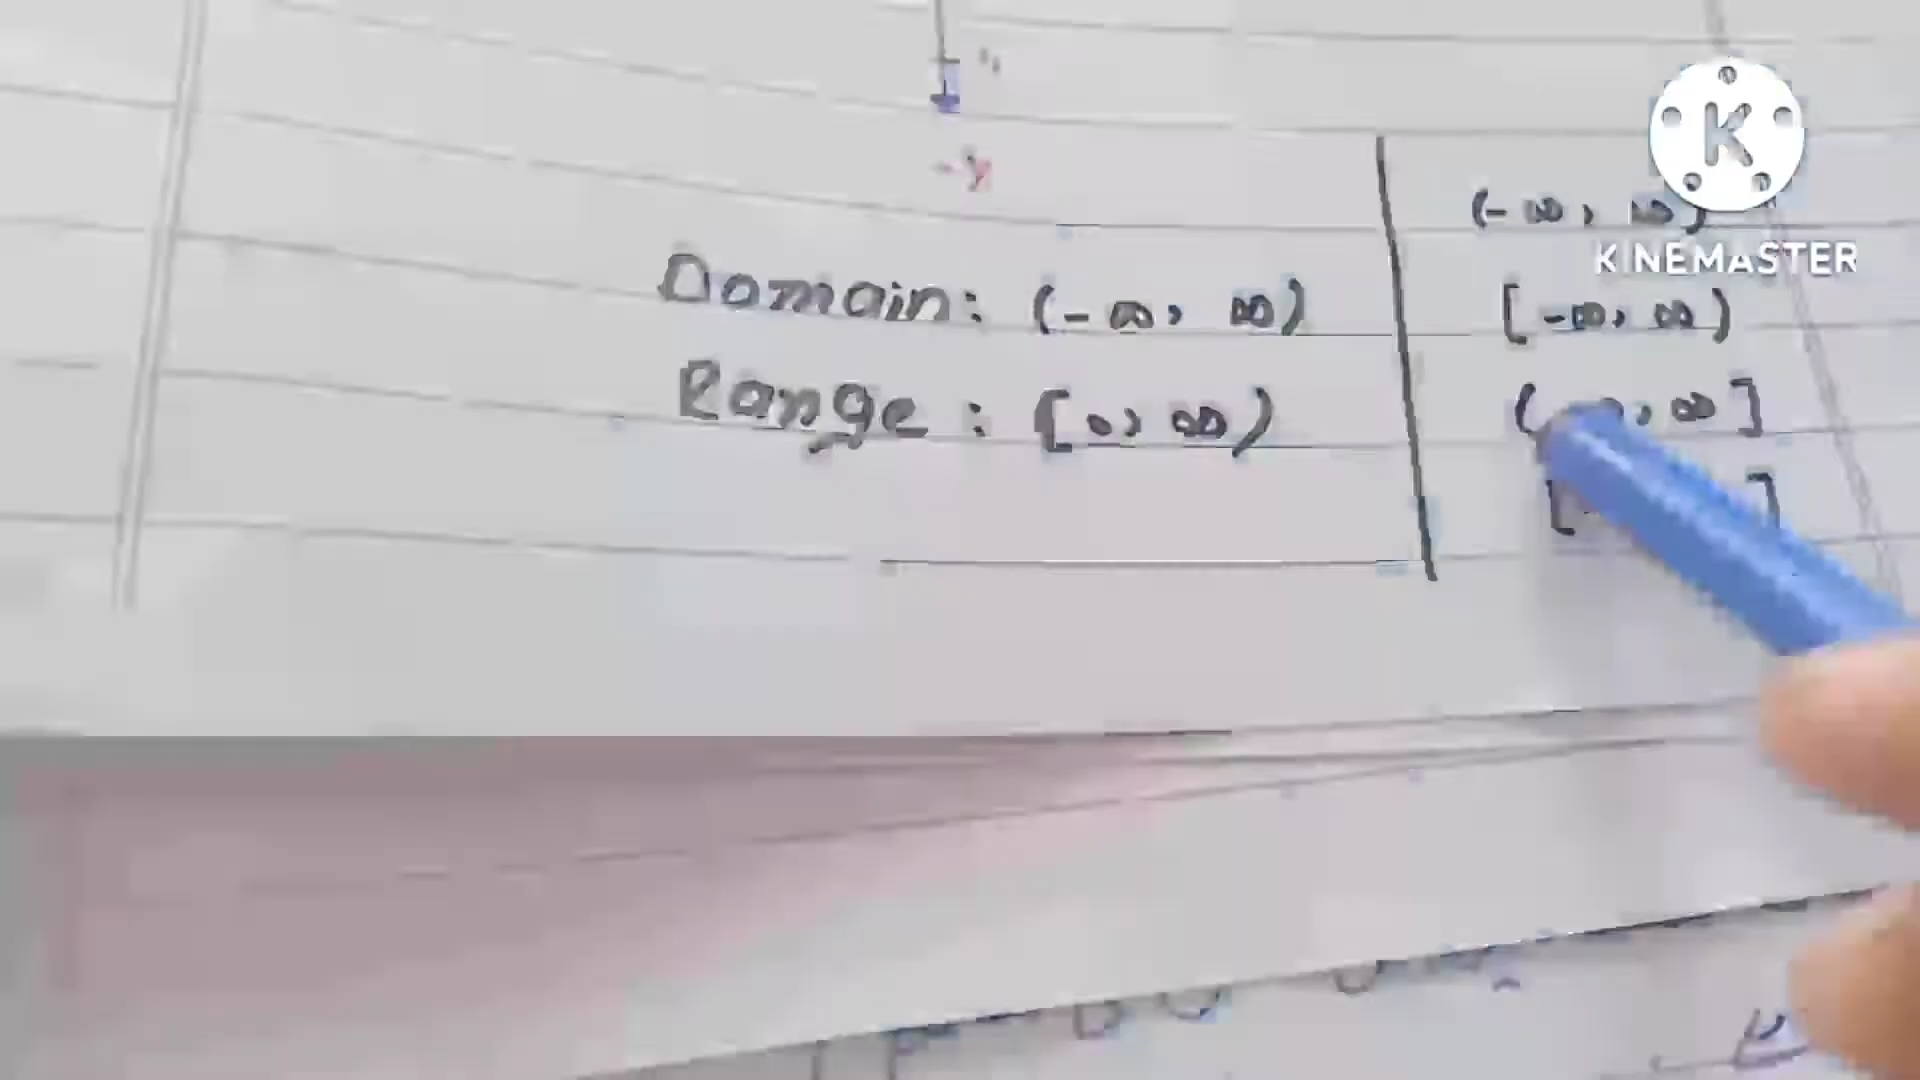 -y
Domain: (-∞, ∞)
Range: [0, ∞)
(-∞, ∞)
[-∞, ∞)
( , ∞]
[ ]
KINEMASTER